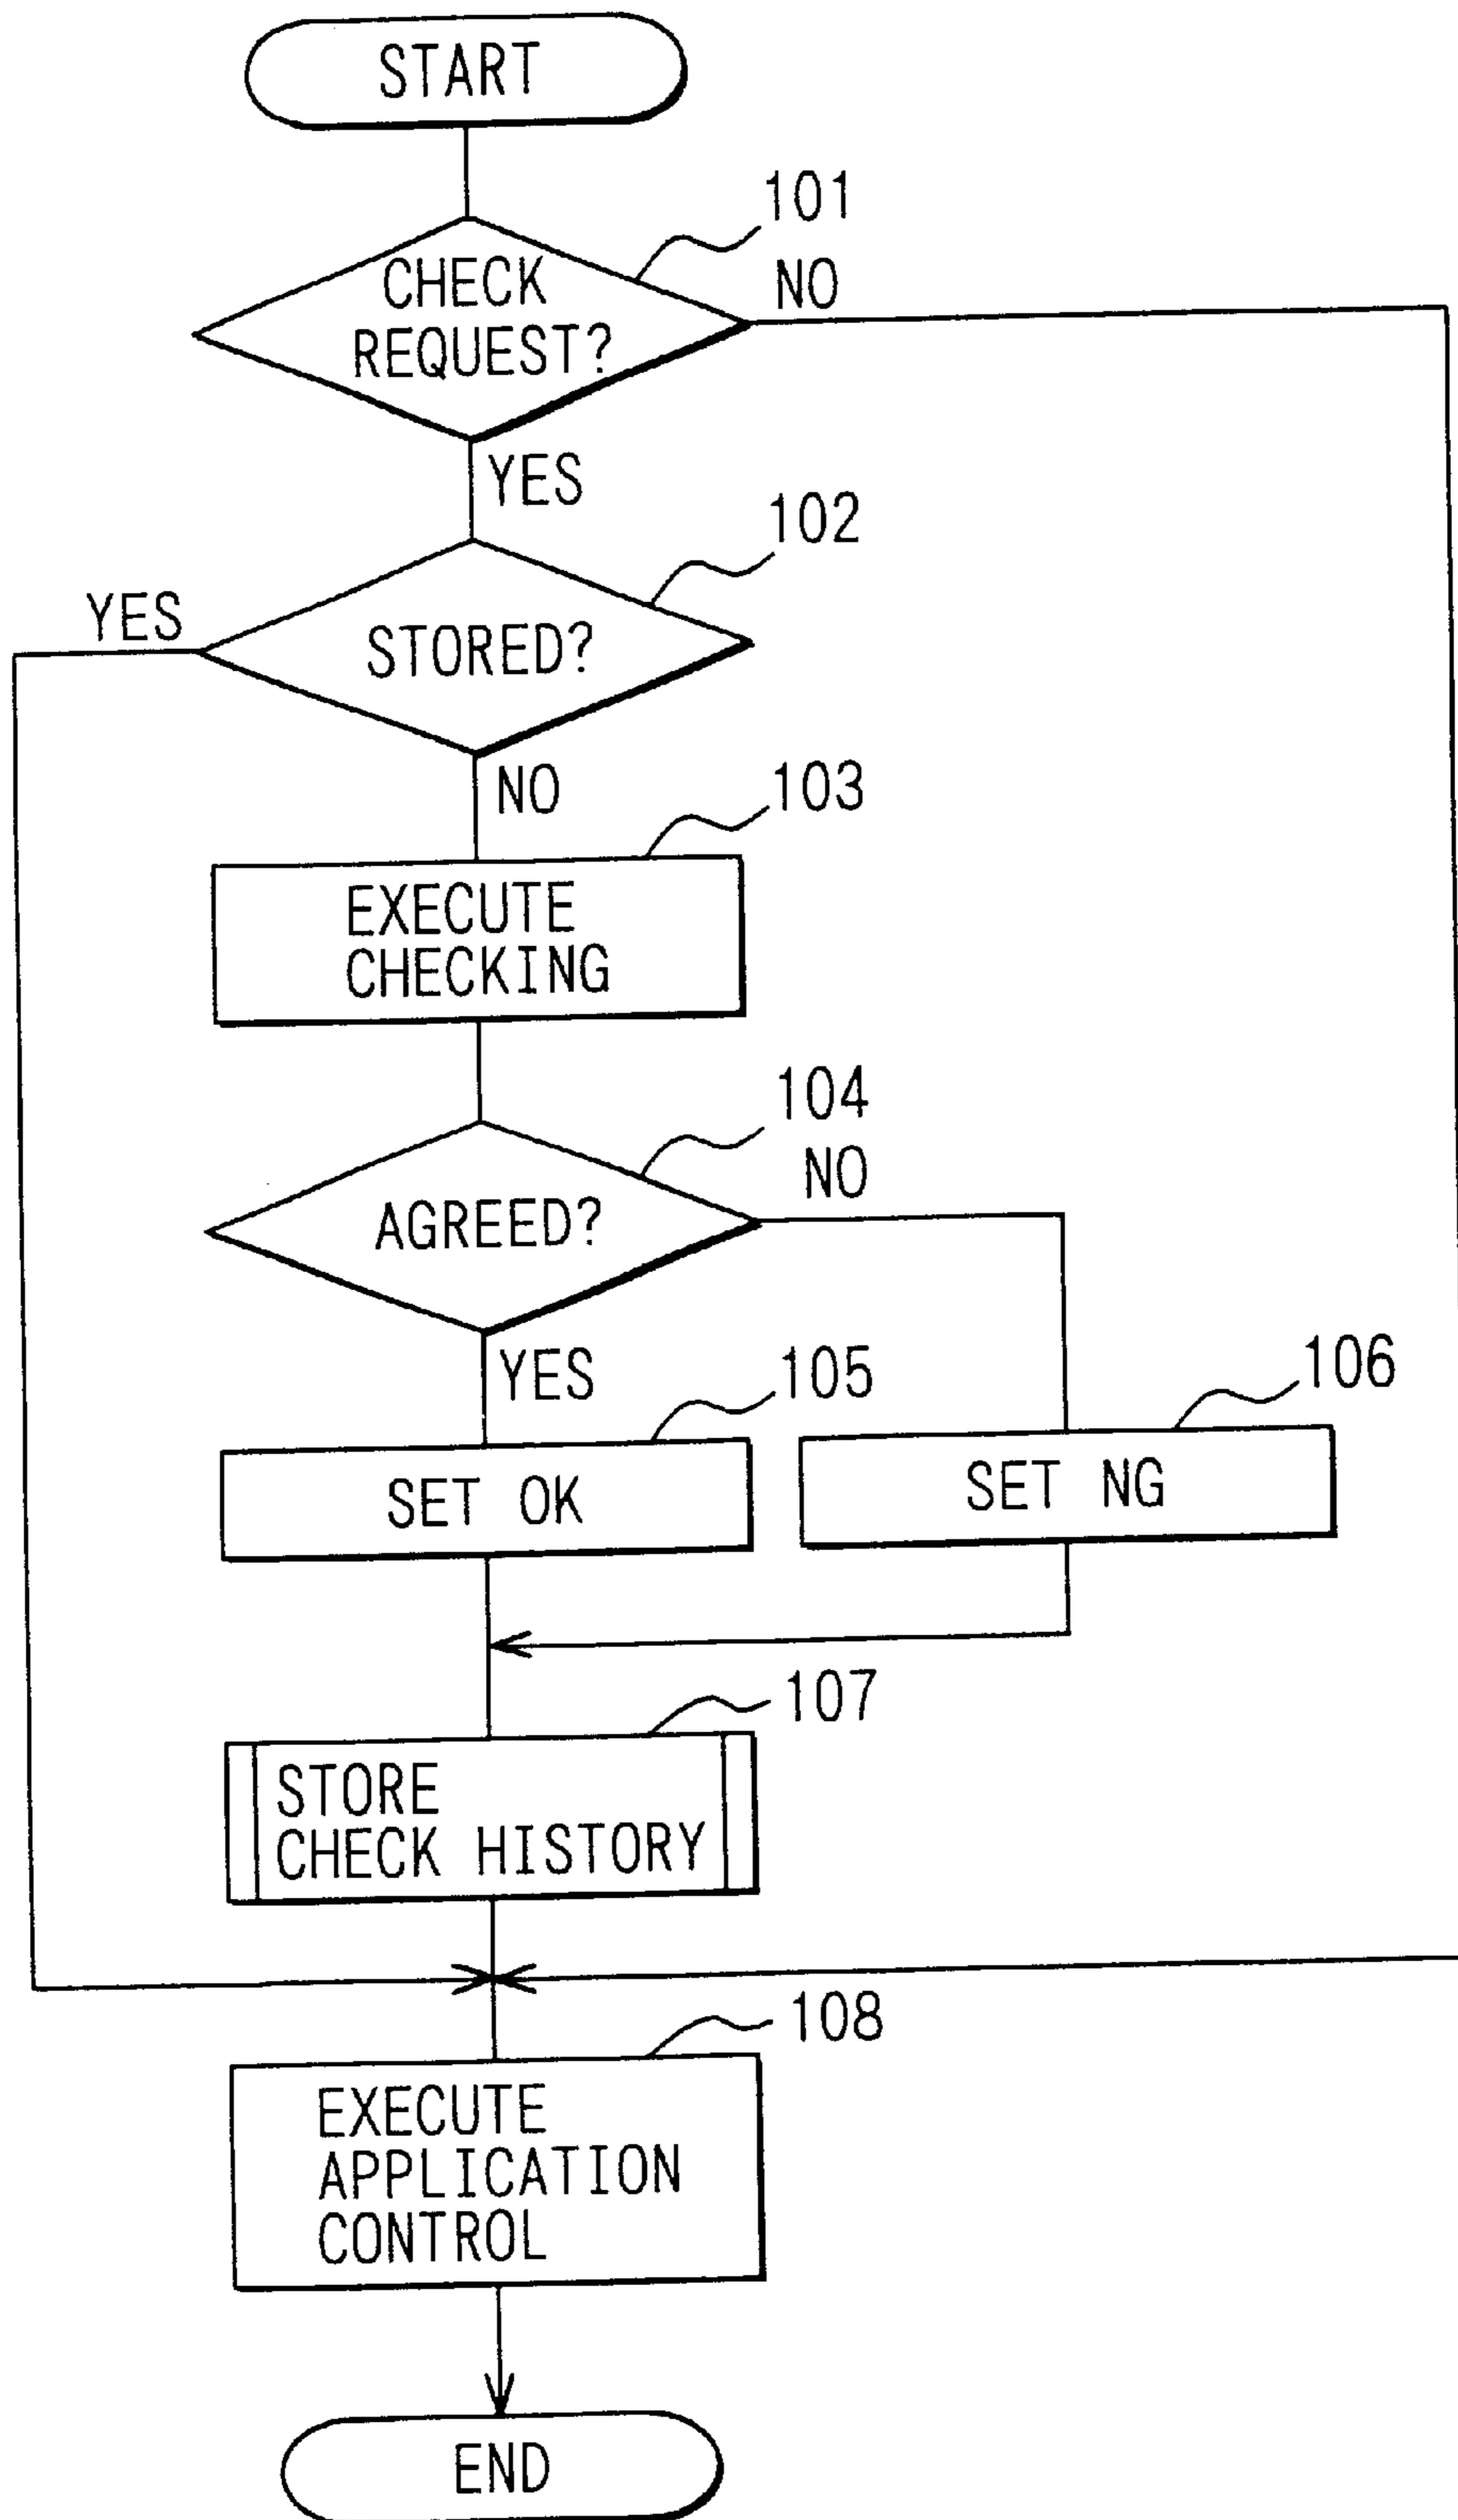 START
101
CHECK
REQUEST?
NO
YES
102
YES
STORED?
NO
103
EXECUTE
CHECKING
104
NO
AGREED?
YES
105
106
SET OK
SET NG
107
STORE
CHECK HISTORY
108
EXECUTE
APPLICATION
CONTROL
END